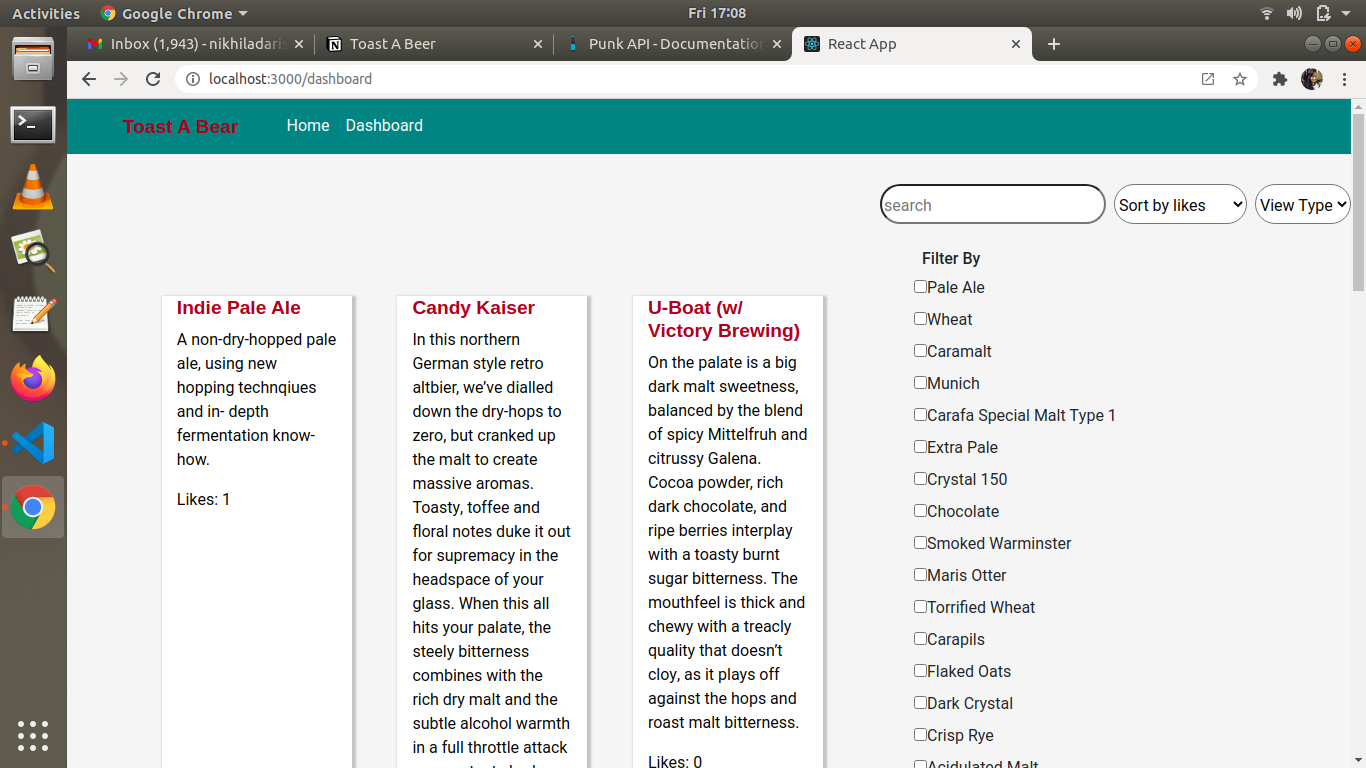 Activities
Google Chrome
Fri 17:08
Inbox (1,943) - nikhiladaris
Toast A Beer
Punk API - Documentation
React App
localhost:3000/dashboard
Toast A Bear
Home
Dashboard
search
Sort by likes
View Type
Indie Pale Ale
A non-dry-hopped pale
ale, using new
hopping technqiues
and in- depth
fermentation know-
how.
Likes: 1
Candy Kaiser
In this northern
German style retro
altbier, we’ve dialled
down the dry-hops to
zero, but cranked up
the malt to create
massive aromas.
Toasty, toffee and
floral notes duke it out
for supremacy in the
headspace of your
glass. When this all
hits your palate, the
steely bitterness
combines with the
rich dry malt and the
subtle alcohol warmth
in a full throttle attack
U-Boat (w/
Victory Brewing)
On the palate is a big
dark malt sweetness,
balanced by the blend
of spicy Mittelfruh and
citrussy Galena.
Cocoa powder, rich
dark chocolate, and
ripe berries interplay
with a toasty burnt
sugar bitterness. The
mouthfeel is thick and
chewy with a treacly
quality that doesn’t
cloy, as it plays off
against the hops and
roast malt bitterness.
Likes: 0
Filter By
Pale Ale
Wheat
Caramalt
Munich
Carafa Special Malt Type 1
Extra Pale
Crystal 150
Chocolate
Smoked Warminster
Maris Otter
Torrified Wheat
Carapils
Flaked Oats
Dark Crystal
Crisp Rye
Acidulated Malt